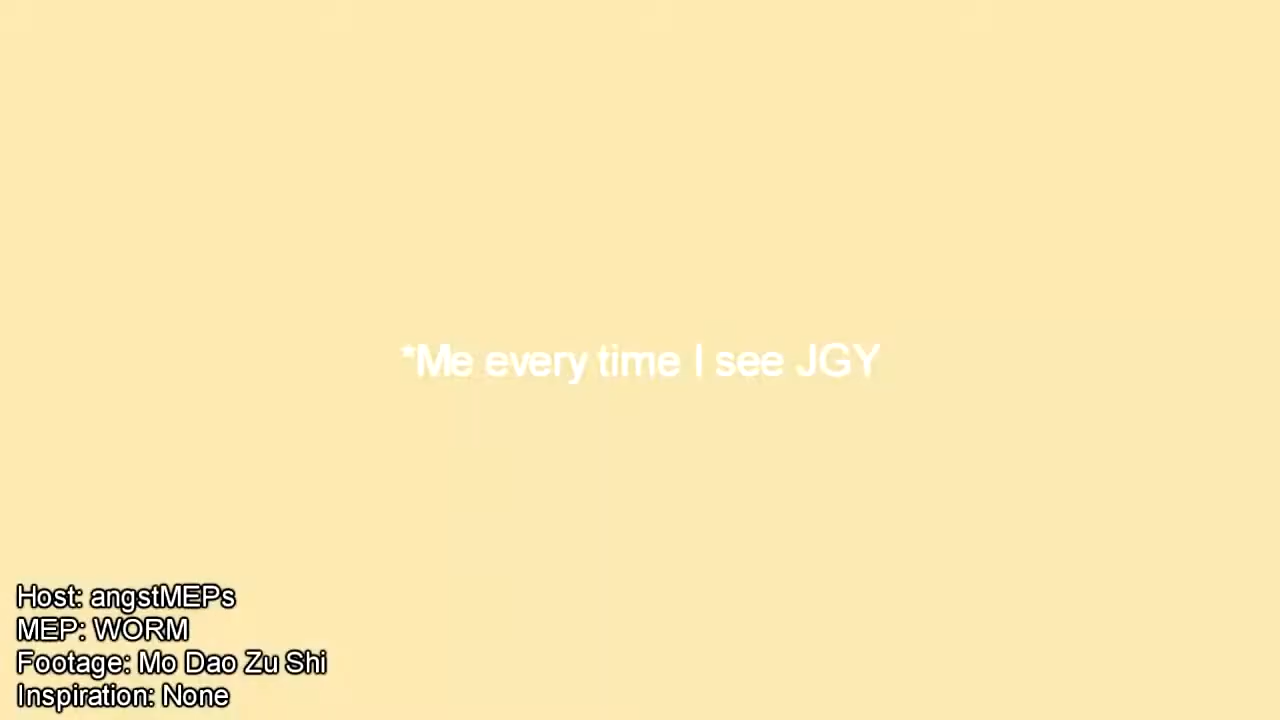 *Me every time I see JGY
Host: angstMEPs
MEP: WORM
Footage: Mo Dao Zu Shi
Inspiration: None